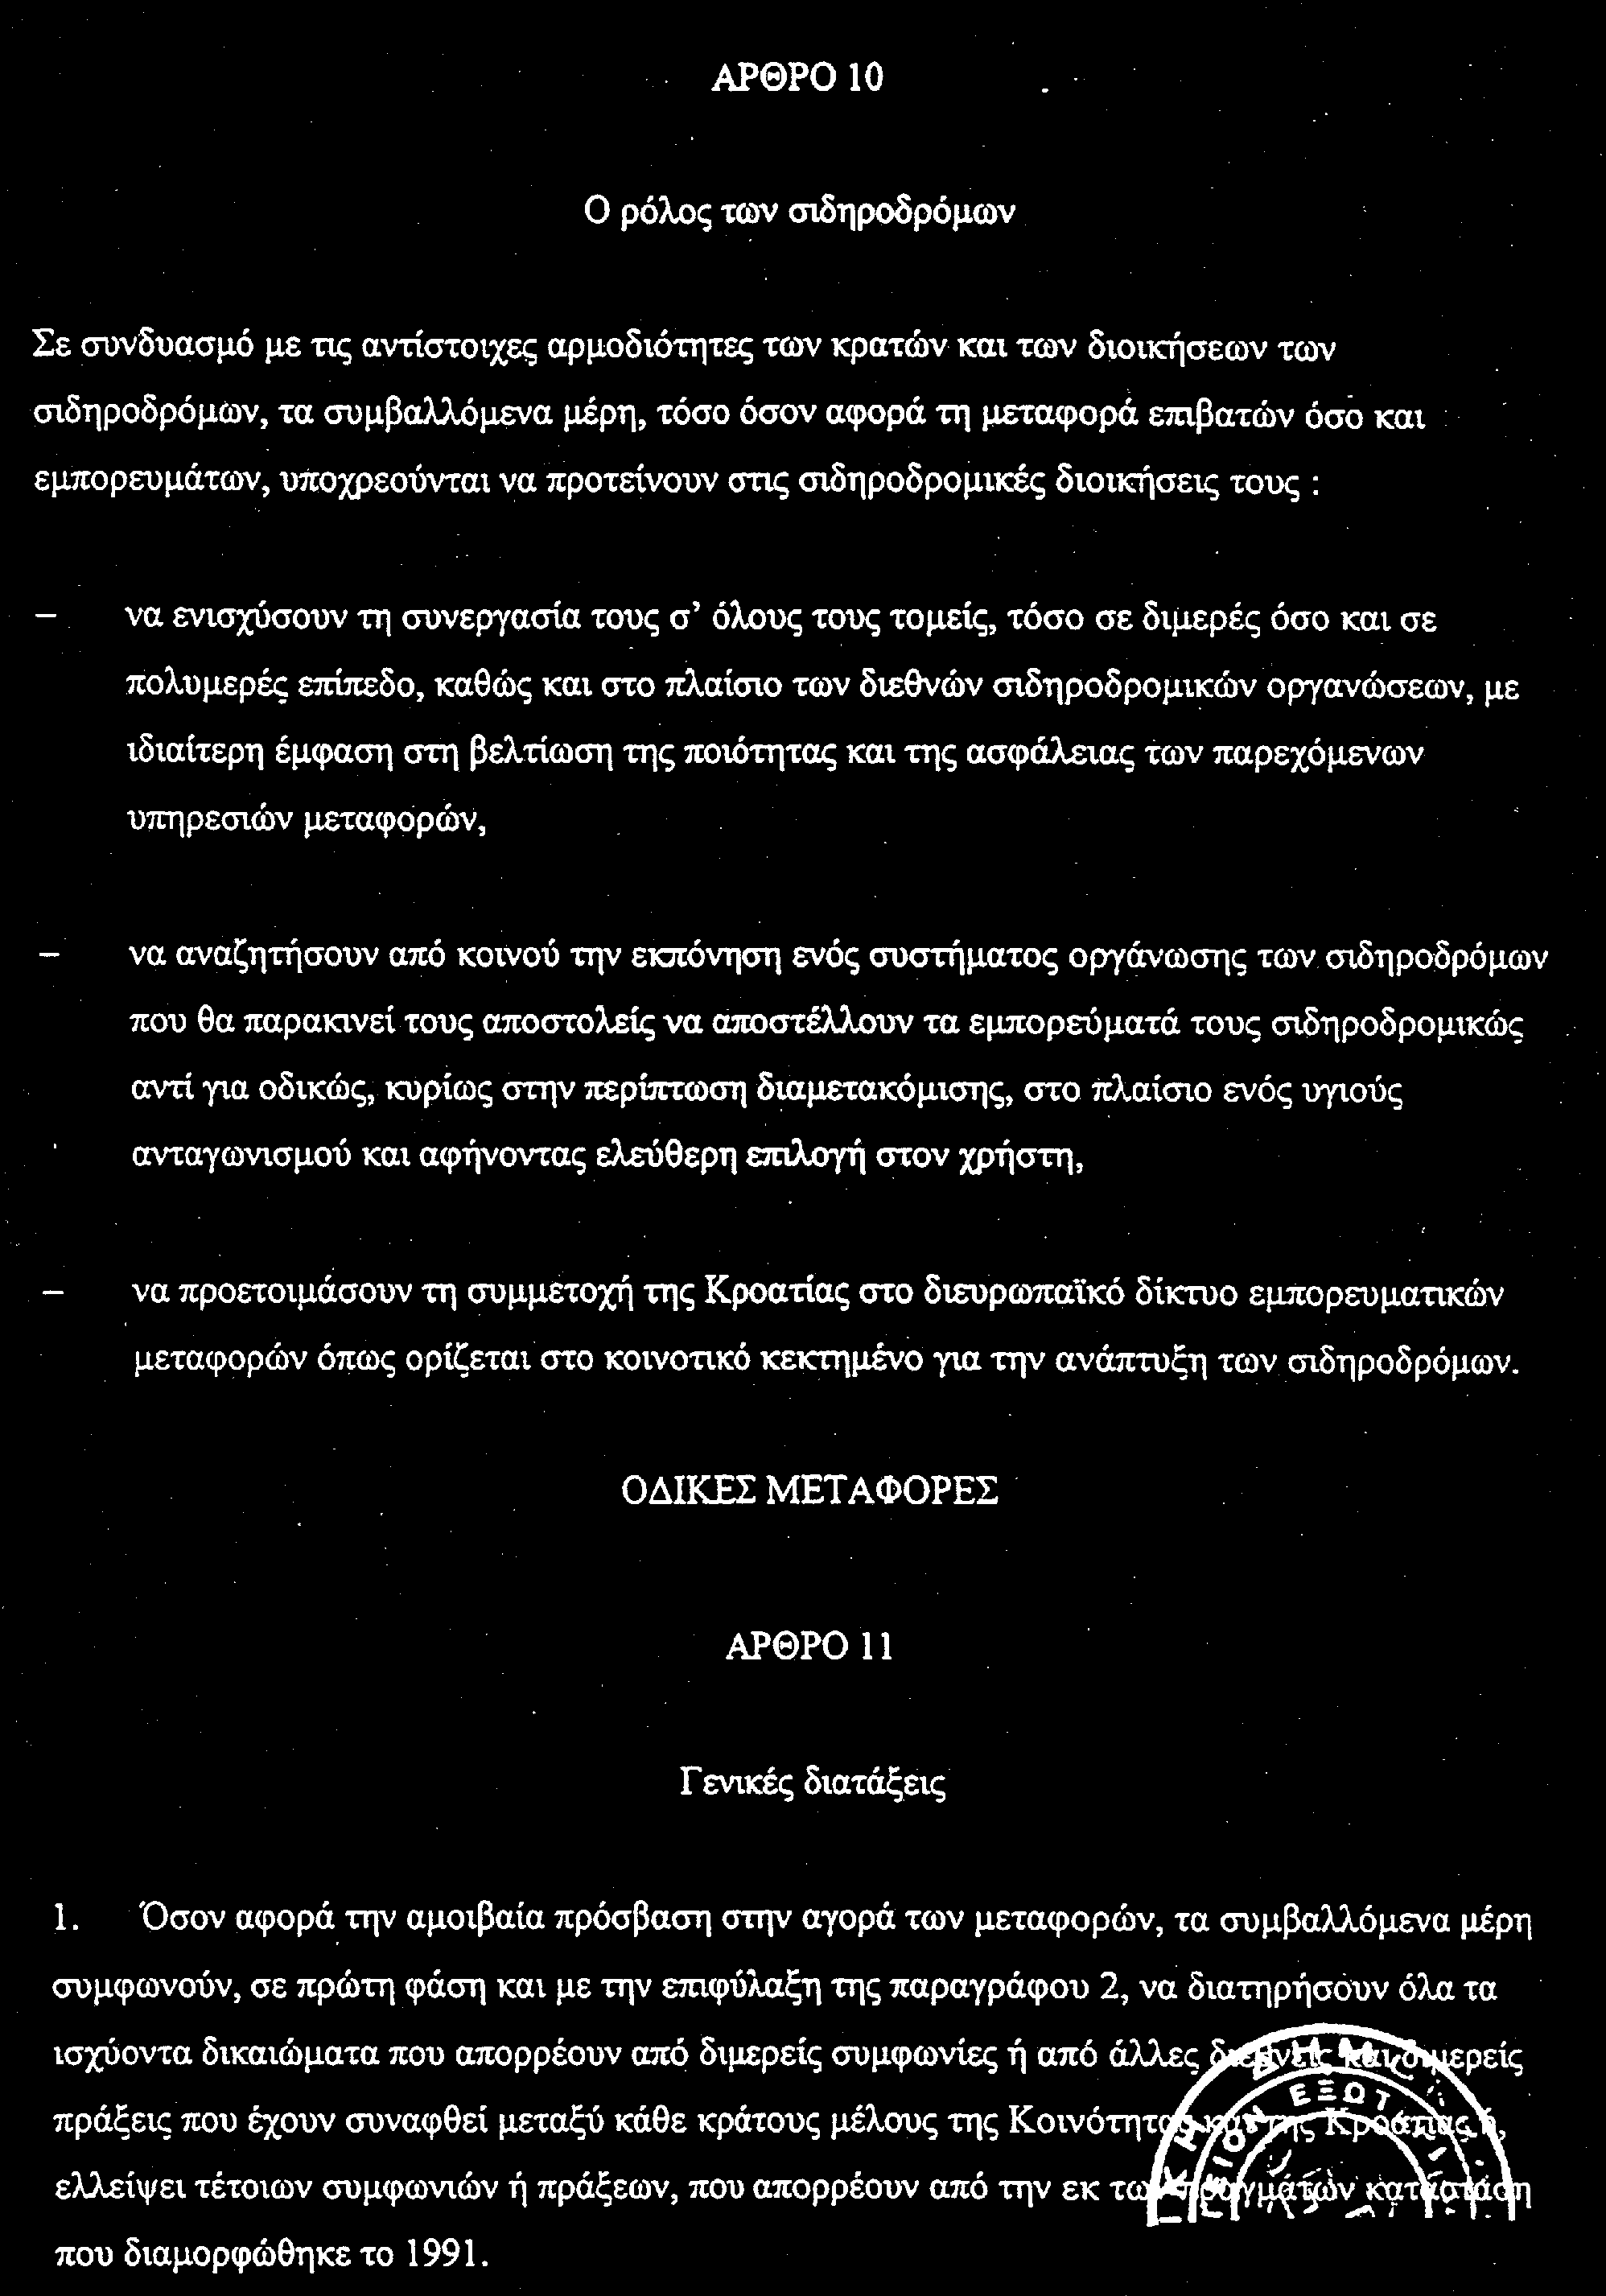 ΑΡΘΡΟ 10
Ο ρόλος των σιδηροδρόμων
Σε συνδυασμό με τις αντίστοιχες αρμοδιότητες των κρατών και των διοικήσεων των
σιδηροδρόμων, τα συμβαλλόμενα μέρη, τόσο όσον αφορά τη μεταφορά επιβατών όσο και
εμπορευμάτων, υποχρεούνται να προτείνουν στις σιδηροδρομικές διοικήσεις τους :
– να ενισχύσουν τη συνεργασία τους σ’ όλους τους τομείς, τόσο σε διμερές όσο και σε
πολυμερές επίπεδο, καθώς και στο πλαίσιο των διεθνών σιδηροδρομικών οργανώσεων, με
ιδιαίτερη έμφαση στη βελτίωση της ποιότητας και της ασφάλειας των παρεχόμενων
υπηρεσιών μεταφορών,
– να αναζητήσουν από κοινού την εκπόνηση ενός συστήματος οργάνωσης των σιδηροδρόμων
που θα παρακινεί τους αποστολείς να αποστέλλουν τα εμπορεύματά τους σιδηροδρομικώς
αντί για οδικώς, κυρίως στην περίπτωση διαμετακόμισης, στο πλαίσιο ενός υγιούς
ανταγωνισμού και αφήνοντας ελεύθερη επιλογή στον χρήστη,
– να προετοιμάσουν τη συμμετοχή της Κροατίας στο διευρωπαϊκό δίκτυο εμπορευματικών
μεταφορών όπως ορίζεται στο κοινοτικό κεκτημένο για την ανάπτυξη των σιδηροδρόμων.
ΟΔΙΚΕΣ ΜΕΤΑΦΟΡΕΣ
ΑΡΘΡΟ 11
Γενικές διατάξεις
1. Όσον αφορά την αμοιβαία πρόσβαση στην αγορά των μεταφορών, τα συμβαλλόμενα μέρη
συμφωνούν, σε πρώτη φάση και με την επιφύλαξη της παραγράφου 2, να διατηρήσουν όλα τα
ισχύοντα δικαιώματα που απορρέουν από διμερείς συμφωνίες ή από άλλες διεθνείς και διμερείς
πράξεις που έχουν συναφθεί μεταξύ κάθε κράτους μέλους της Κοινότητας και της Κροατίας ή,
ελλείψει τέτοιων συμφωνιών ή πράξεων, που απορρέουν από την εκ των πραγμάτων κατάσταση
που διαμορφώθηκε το 1991.